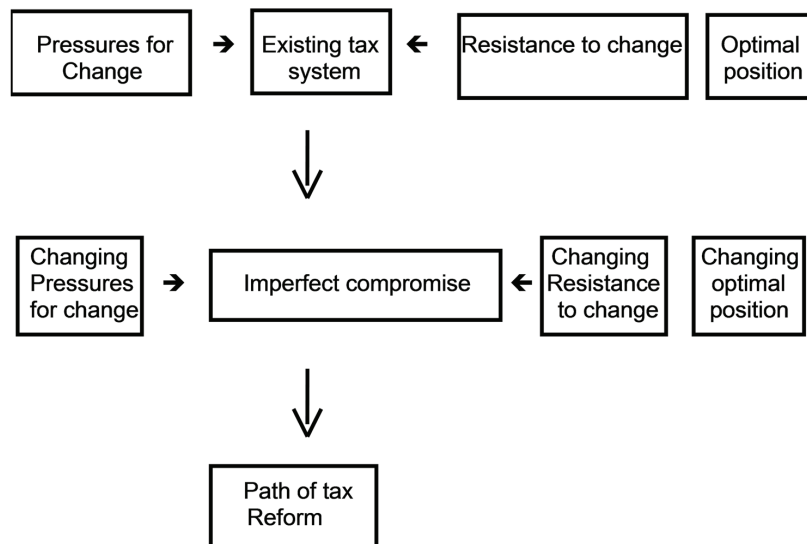 Pressures for
Change
Existing tax
system
Resistance to change
Optimal
position
Changing
Pressures
for change
Imperfect compromise
Changing
Resistance
to change
Changing
optimal
position
Path of tax
Reform